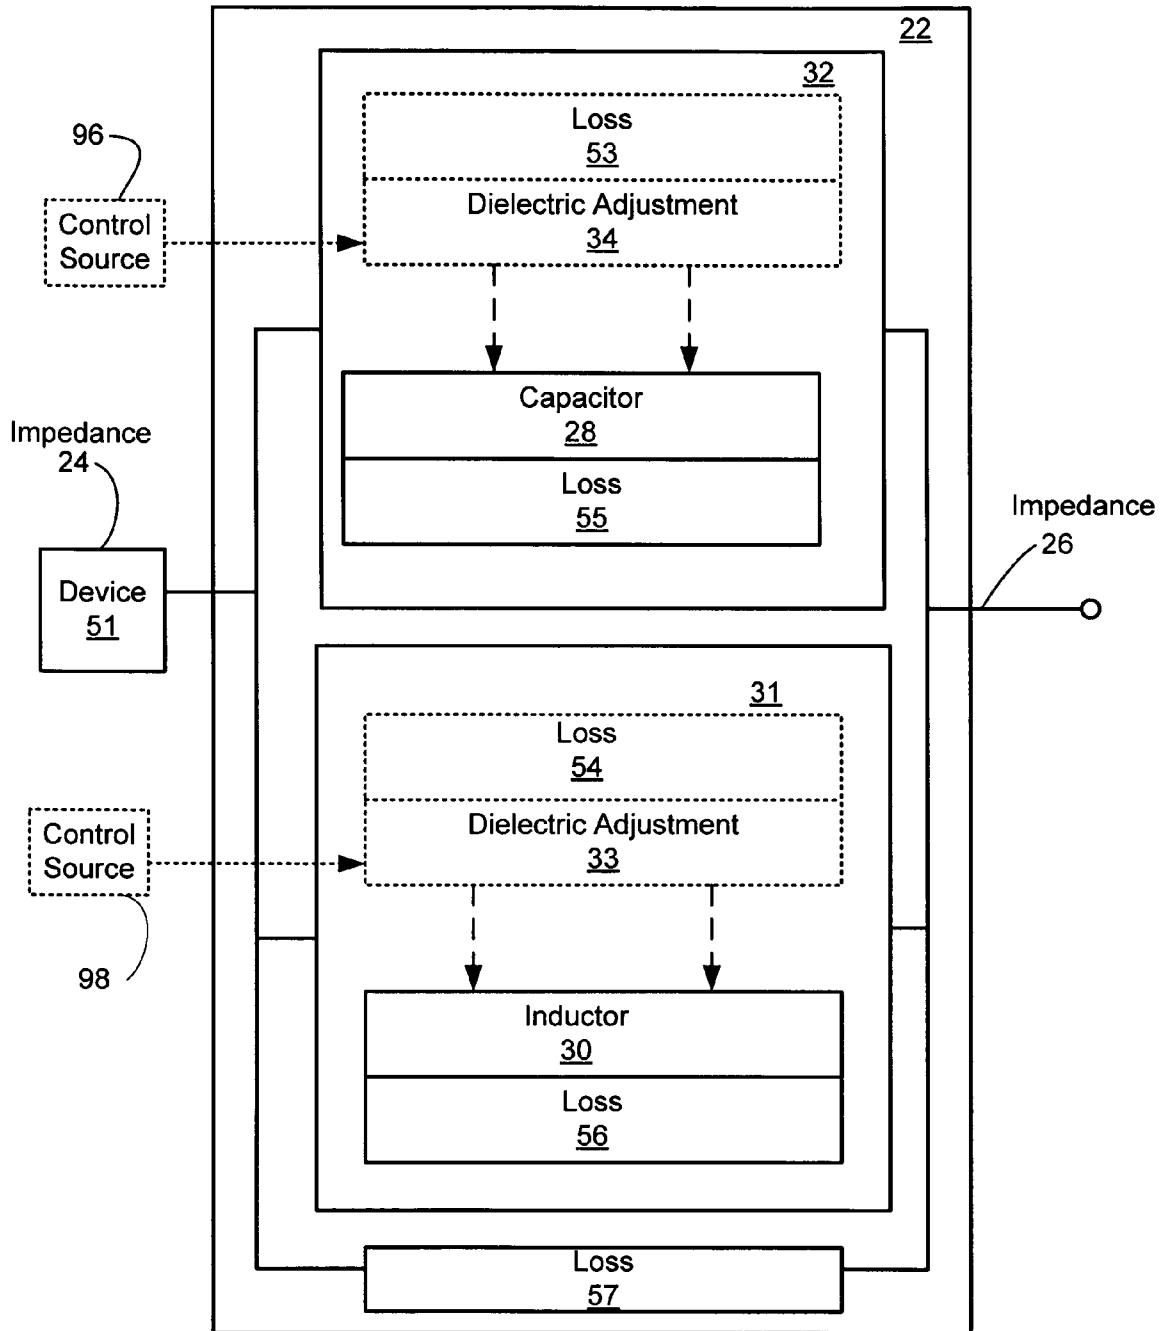 22
32
Loss
53
Dielectric Adjustment
34
96
Control
Source
Capacitor
28
Loss
55
Impedance
24
Device
51
Impedance
26
31
Loss
54
Dielectric Adjustment
33
Control
Source
98
Inductor
30
Loss
56
Loss
57